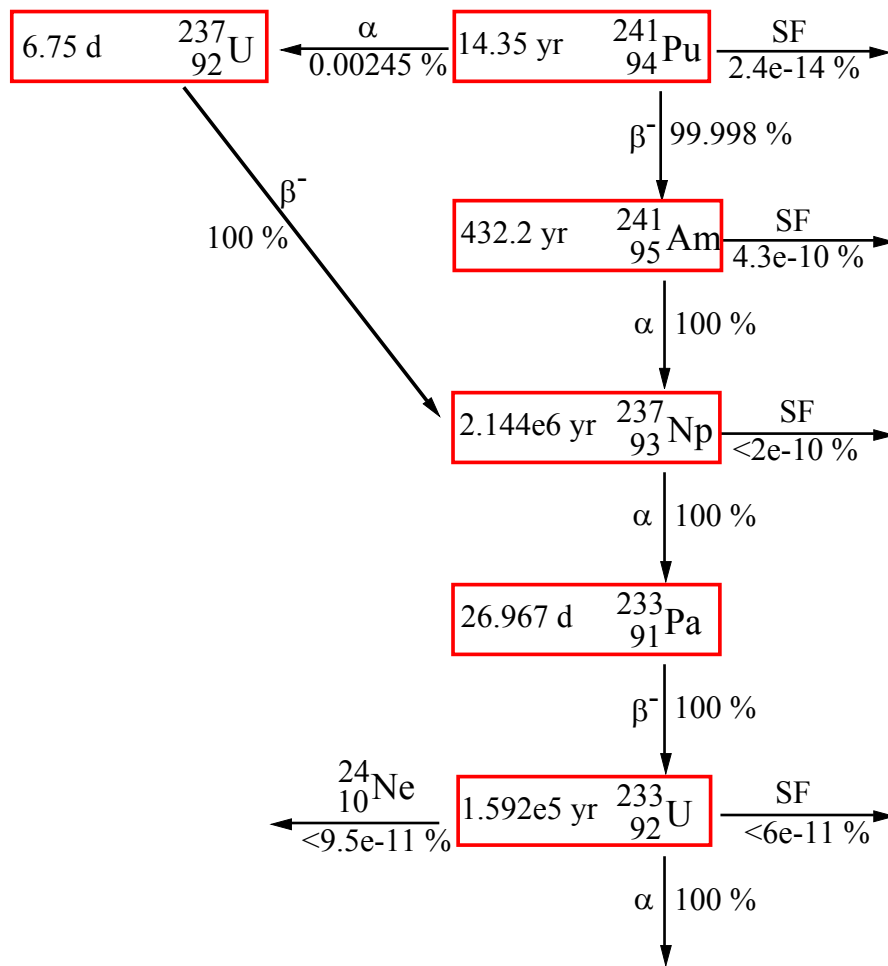 6.75 d 237 92 U
α
0.00245 %
14.35 yr 241 94 Pu
SF
2.4e-14 %
β- 99.998 %
β-
100 %
432.2 yr 241 95 Am
SF
4.3e-10 %
α 100 %
2.144e6 yr 237 93 Np
SF
<2e-10 %
α 100 %
26.967 d 233 91 Pa
β- 100 %
24 10 Ne
<9.5e-11 %
1.592e5 yr 233 92 U
SF
<6e-11 %
α 100 %